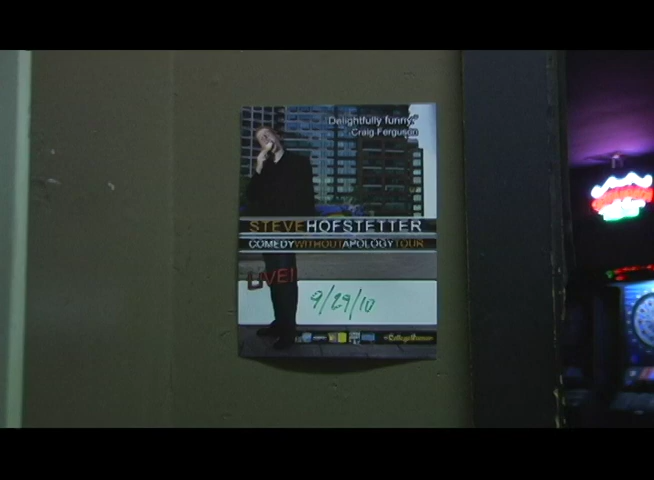 "Delightfully funny."
Craig Ferguson
STEVEHOFSTETTER
COMEDYWITHOUTAPOLOGYTOUR
LIVE!
9/29/10